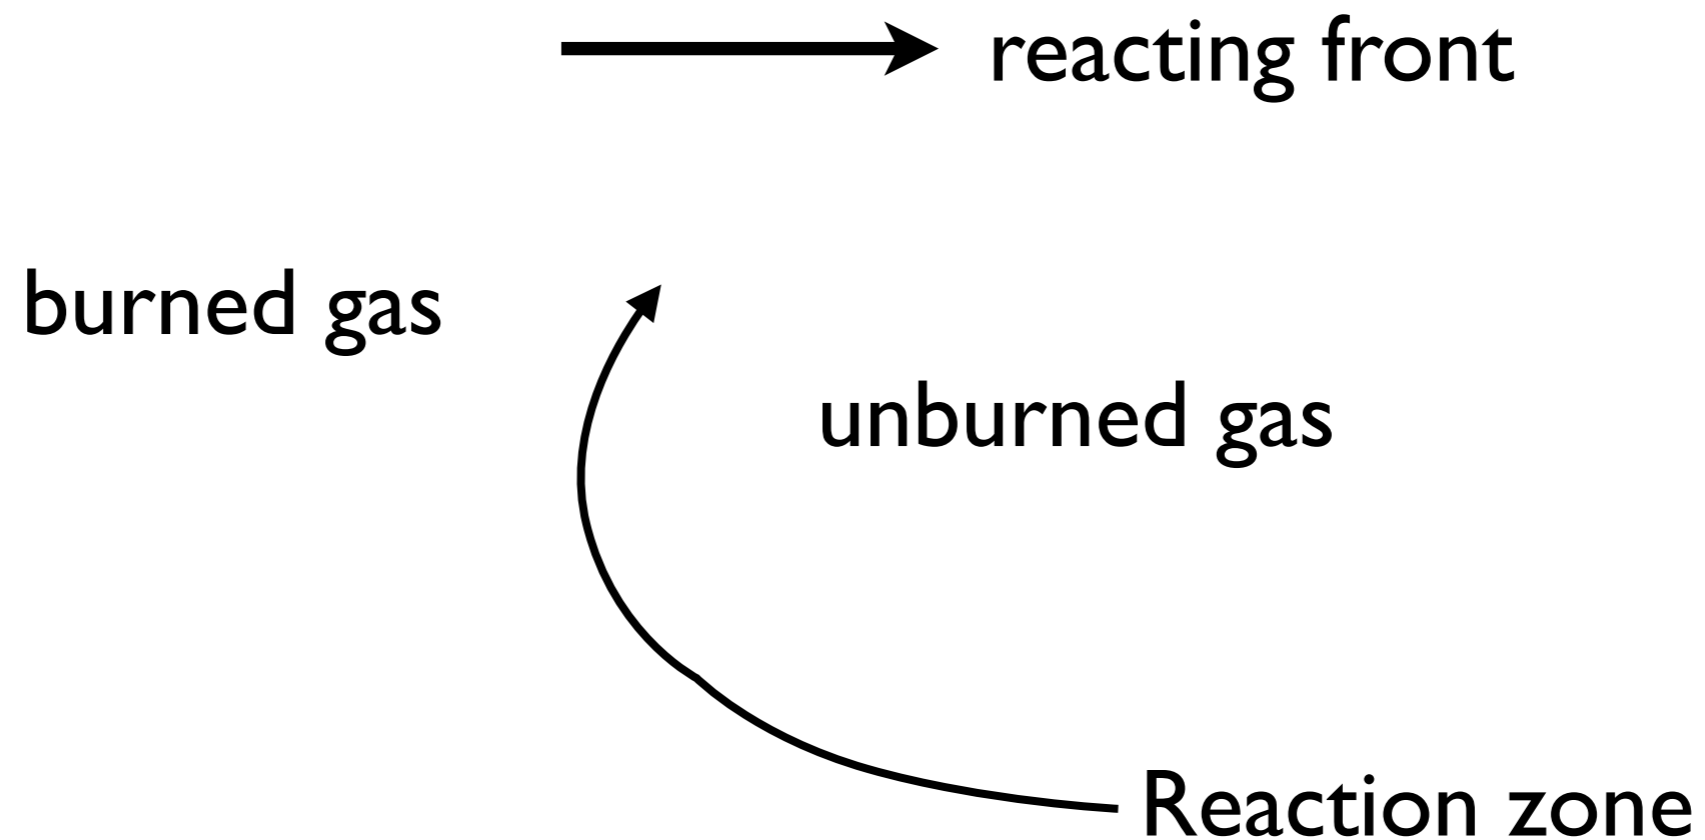 reacting front
burned gas
unburned gas
Reaction zone